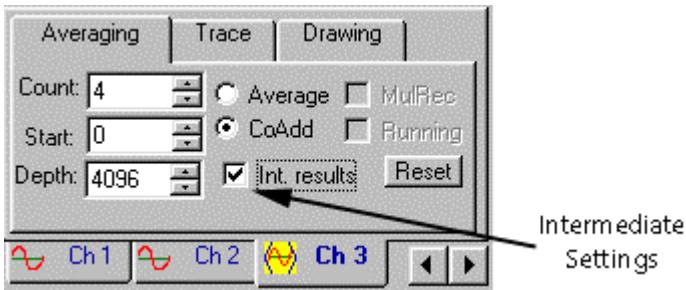 Averaging Trace Drawing
Count: 4 Average MulRec
Start: 0 CoAdd Running
Depth: 4096 Int. results Reset
Intermediate
Settings
Ch 1 Ch 2 Ch 3